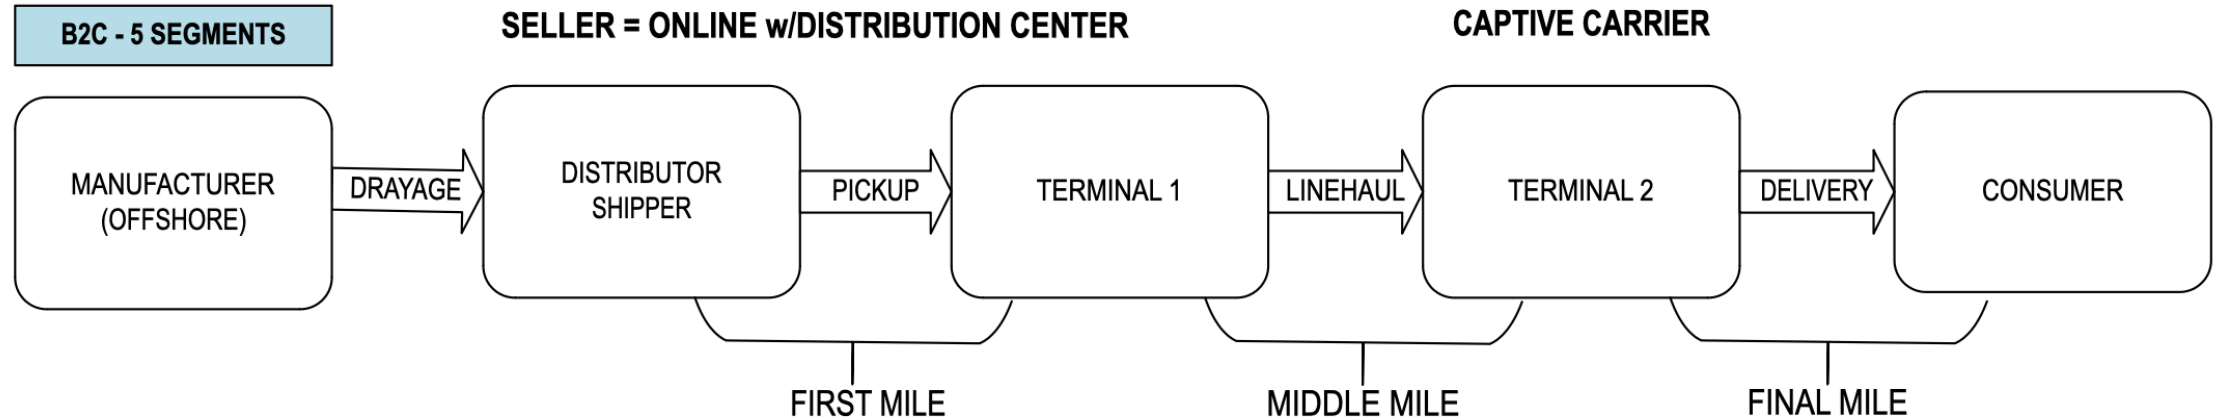 B2C - 5 SEGMENTS
SELLER = ONLINE w/DISTRIBUTION CENTER
CAPTIVE CARRIER
MANUFACTURER
(OFFSHORE)
DRAYAGE
DISTRIBUTOR
SHIPPER
PICKUP
TERMINAL 1
LINEHAUL
TERMINAL 2
DELIVERY
CONSUMER
FIRST MILE
MIDDLE MILE
FINAL MILE